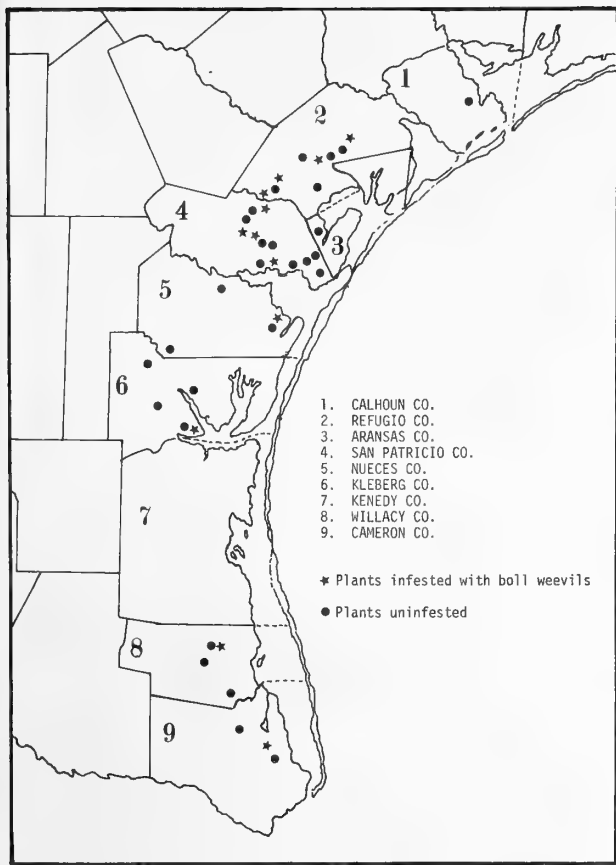 1
2
3
4
5
6
7
8
9
1. CALHOUN CO.
2. REFUGIO CO.
3. ARANSAS CO.
4. SAN PATRICIO CO.
5. NUECES CO.
6. KLEBERG CO.
7. KENEDY CO.
8. WILLACY CO.
9. CAMERON CO.
★ Plants infested with boll weevils
● Plants uninfested